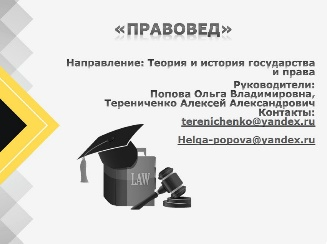 «ПРАВОВЕД»
Направление: Теория и история государства
и права
Руководители:
Попова Ольга Владимировна,
Терениченко Алексей Александрович
Контакты:
terenichenko@yandex.ru
Helga-popova@yandex.ru
LAW